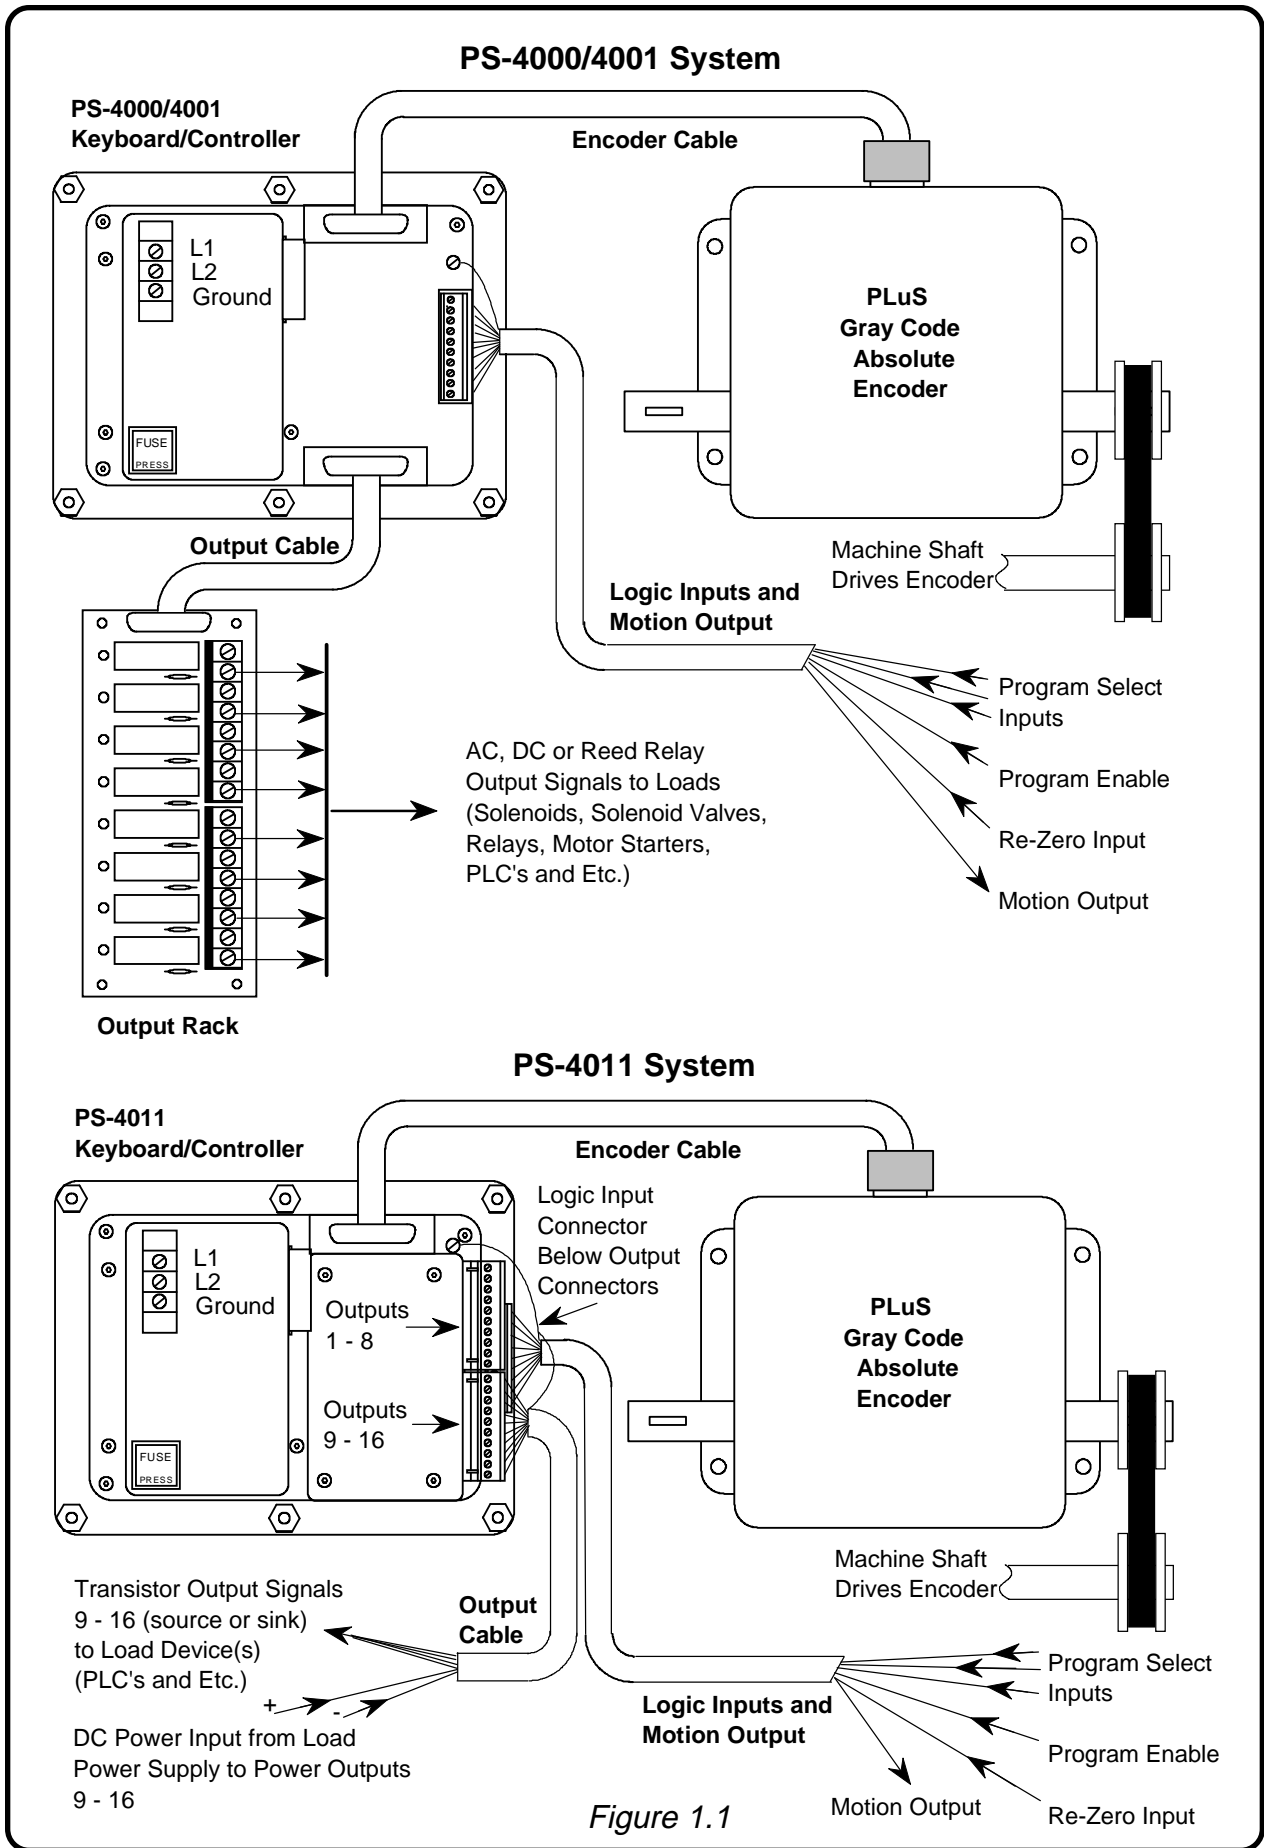 PS-4000/4001 System
PS-4000/4001
Keyboard/Controller
Encoder Cable
L1
L2
Ground
FUSE
PRESS
PLuS
Gray Code
Absolute
Encoder
Output Cable
Machine Shaft
Drives Encoder
Logic Inputs and
Motion Output
Program Select
Inputs
Program Enable
Re-Zero Input
Motion Output
AC, DC or Reed Relay
Output Signals to Loads
(Solenoids, Solenoid Valves,
Relays, Motor Starters,
PLC's and Etc.)
Output Rack
PS-4011 System
PS-4011
Keyboard/Controller
Encoder Cable
Logic Input
Connector
Below Output
Connectors
L1
L2
Ground
Outputs
1 - 8
Outputs
9 - 16
FUSE
PRESS
PLuS
Gray Code
Absolute
Encoder
Machine Shaft
Drives Encoder
Transistor Output Signals
9 - 16 (source or sink)
to Load Device(s)
(PLC's and Etc.)
+
-
Output
Cable
DC Power Input from Load
Power Supply to Power Outputs
9 - 16
Logic Inputs and
Motion Output
Program Select
Inputs
Program Enable
Re-Zero Input
Motion Output
Figure 1.1